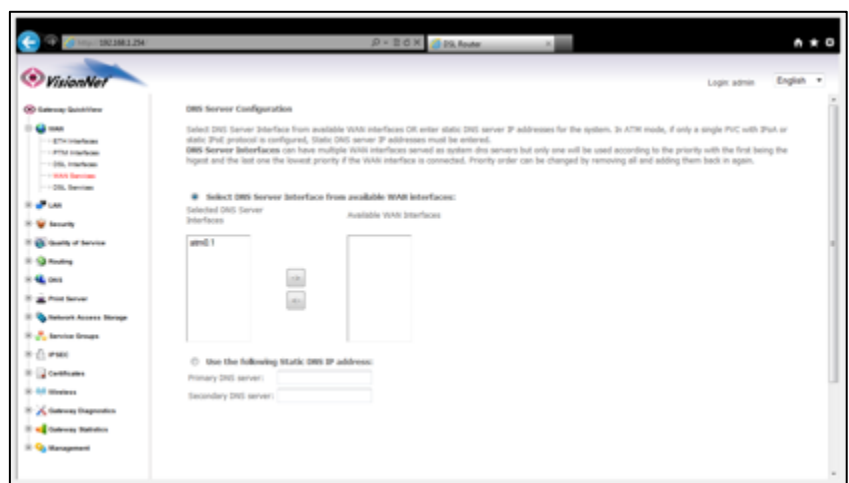 http://192.168.1.254/
DSL Router
VisionNet
Login: admin
English
Gateway QuickView
WAN
ETH Interfaces
PTM Interfaces
DSL Interfaces
WAN Services
DSL Services
LAN
Security
Quality of Service
Routing
DNS
Print Server
Network Access Storage
Service Groups
IPSEC
Certificates
Wireless
Gateway Diagnostics
Gateway Statistics
Management
DNS Server Configuration
Select DNS Server Interface from available WAN interfaces OR enter static DNS server IP addresses for the system. In ATM mode, if only a single PVC with IPoA or
static IPoE protocol is configured, Static DNS server IP addresses must be entered.
DNS Server Interfaces can have multiple WAN interfaces served as system dns servers but only one will be used according to the priority with the first being the
higest and the last one the lowest priority if the WAN interface is connected. Priority order can be changed by removing all and adding them back in again.
Select DNS Server Interface from available WAN interfaces:
Selected DNS Server
Interfaces
Available WAN Interfaces
atm0.1
->
<-
Use the following Static DNS IP address:
Primary DNS server:
Secondary DNS server: